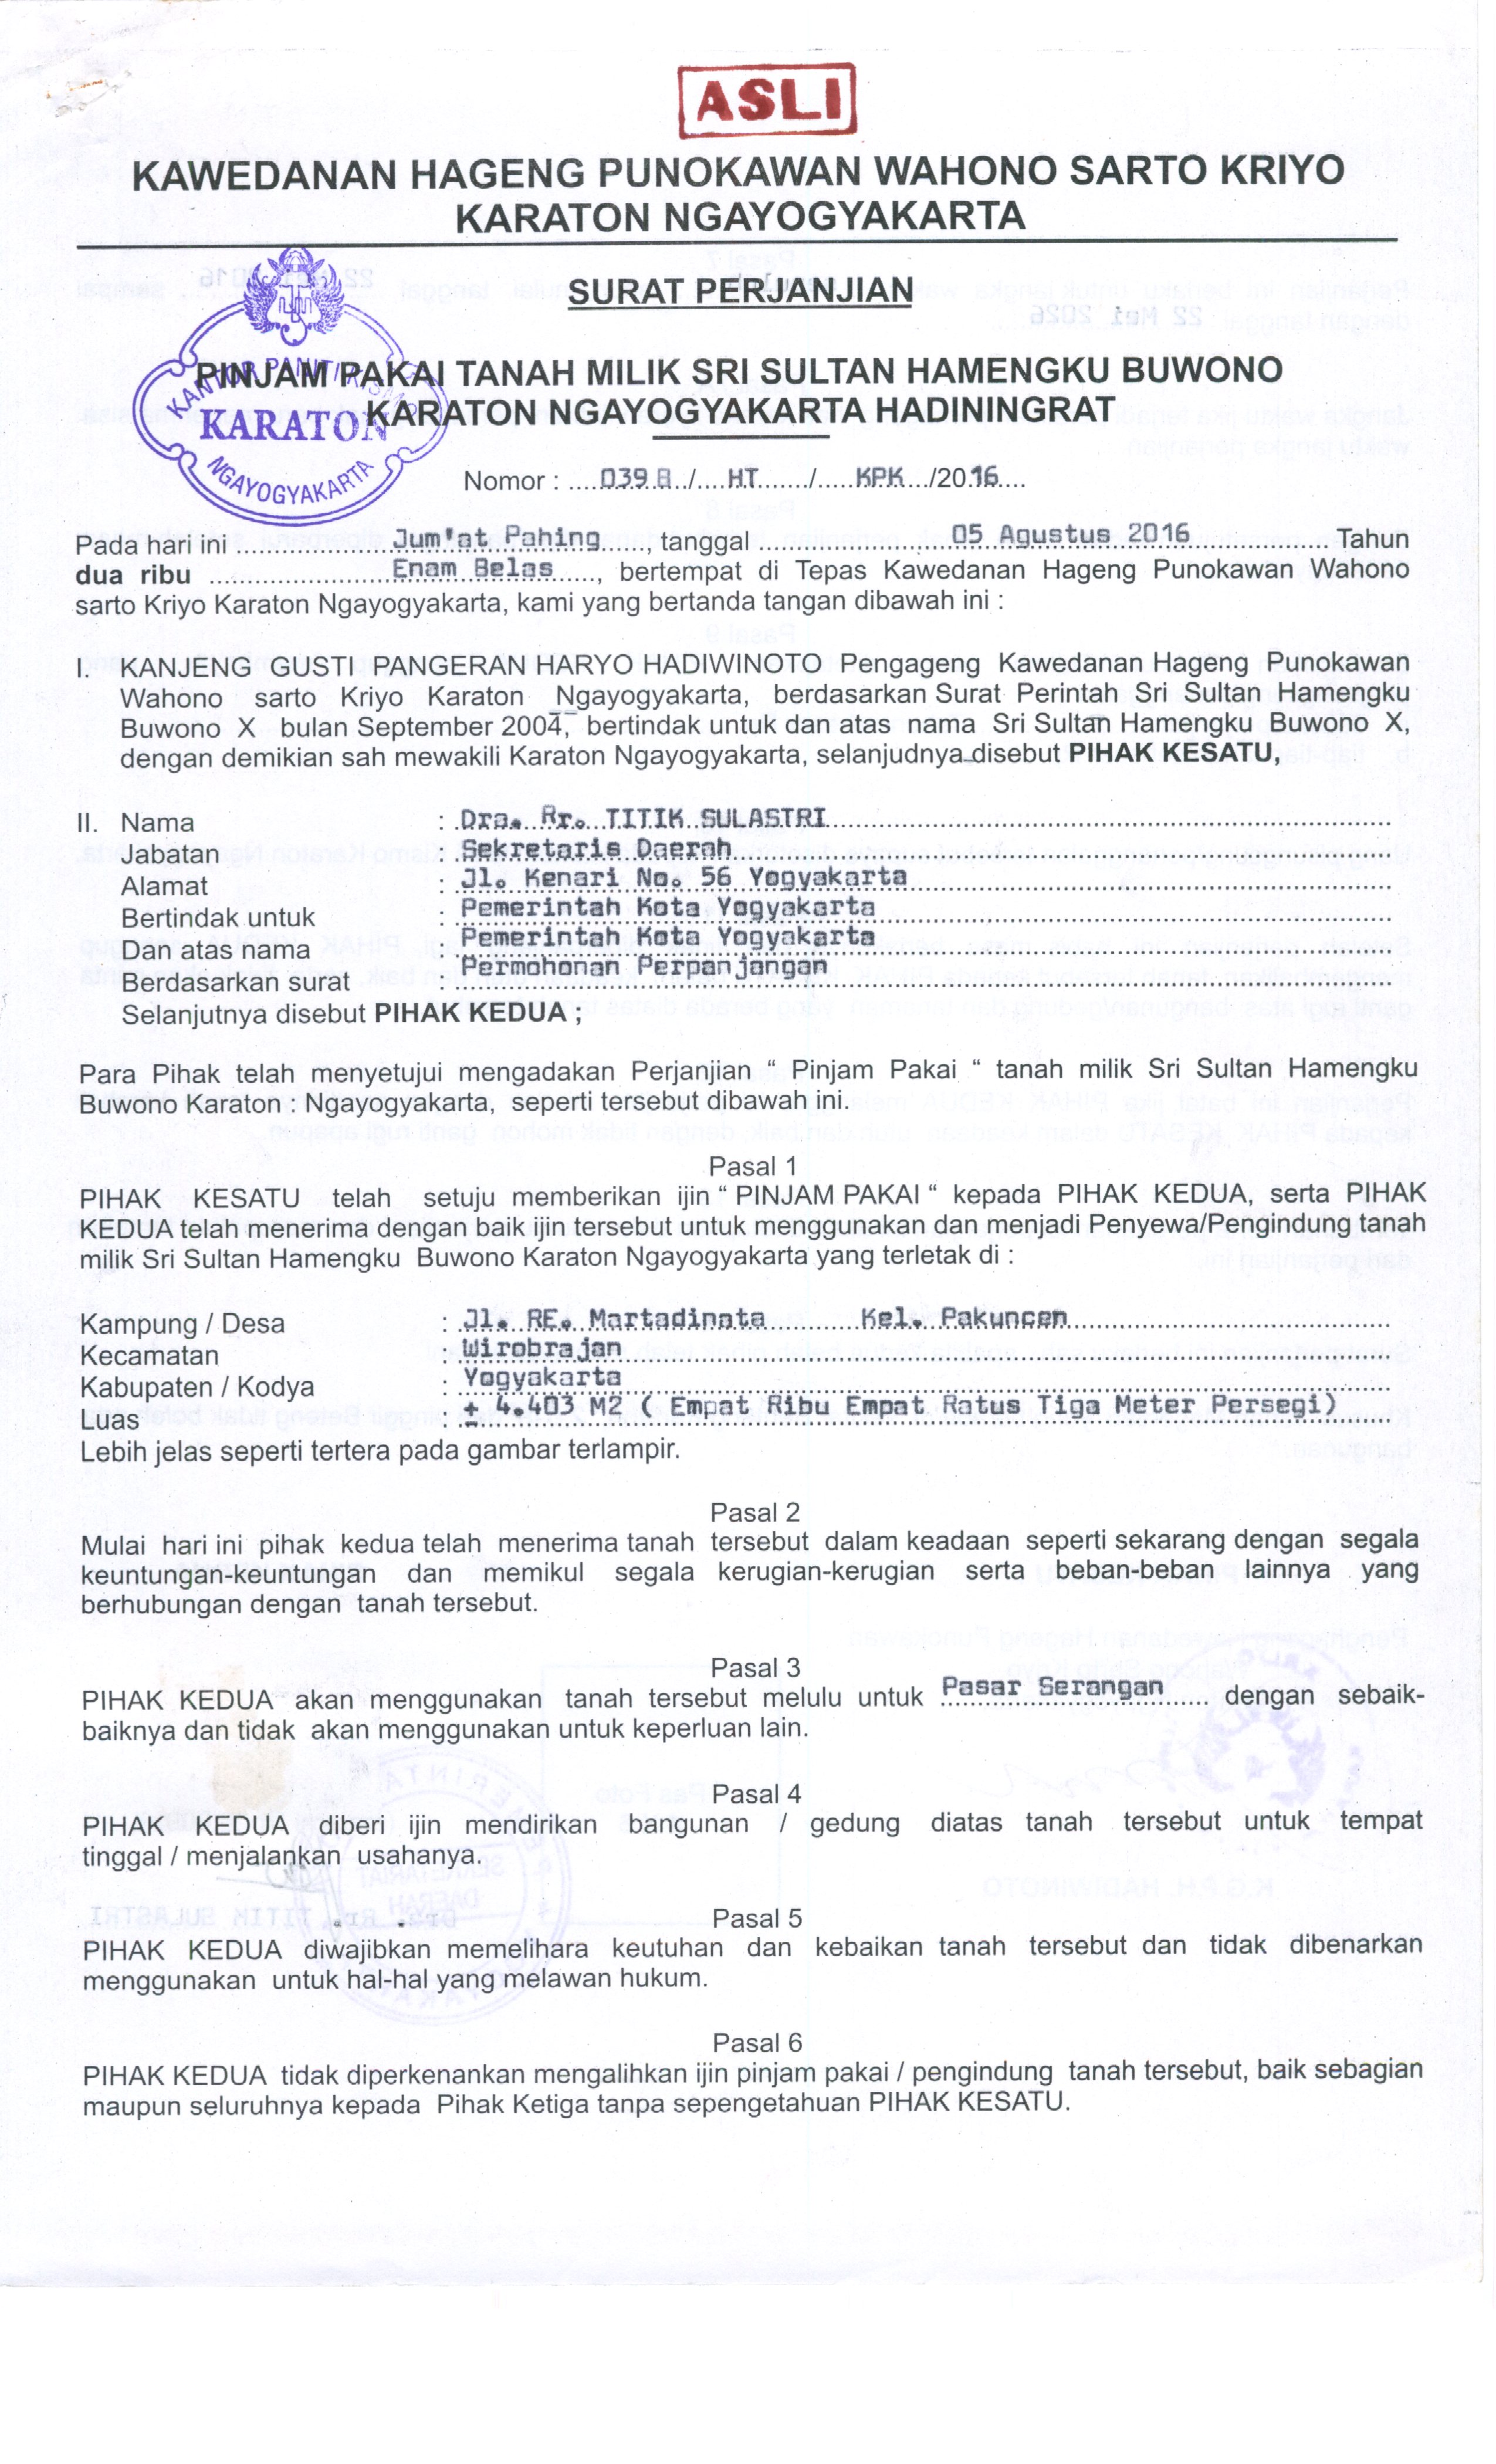 ASLI
KAWEDANAN HAGENG PUNOKAWAN WAHONO SARTO KRIYO
KARATON NGAYOGYAKARTA
SURAT PERJANJIAN
PINJAM PAKAI TANAH MILIK SRI SULTAN HAMENGKU BUWONO
KARATON NGAYOGYAKARTA HADININGRAT
KANTOR PANITI KISMO
KARATON
NGAYOGYAKARTA
Nomor : ....039 B../....HT......./.....KPK.../2016....
Pada hari ini ....................Jum'at Pahing......, tanggal .......................05 Agustus 2016.................. Tahun
dua ribu .......................Enam Belas......, bertempat di Tepas Kawedanan Hageng Punokawan Wahono
sarto Kriyo Karaton Ngayogyakarta, kami yang bertanda tangan dibawah ini :
I. KANJENG GUSTI PANGERAN HARYO HADIWINOTO Pengageng Kawedanan Hageng Punokawan
Wahono sarto Kriyo Karaton Ngayogyakarta, berdasarkan Surat Perintah Sri Sultan Hamengku
Buwono X bulan September 2004, bertindak untuk dan atas nama Sri Sultan Hamengku Buwono X,
dengan demikian sah mewakili Karaton Ngayogyakarta, selanjudnya disebut PIHAK KESATU,
II. Nama : Dra. Rr. TITIK SULASTRI
Jabatan : Sekretaris Daerah
Alamat : Jl. Kenari No. 56 Yogyakarta
Bertindak untuk : Pemerintah Kota Yogyakarta
Dan atas nama : Pemerintah Kota Yogyakarta
Berdasarkan surat : Permohonan Perpanjangan
Selanjutnya disebut PIHAK KEDUA ;
Para Pihak telah menyetujui mengadakan Perjanjian “ Pinjam Pakai “ tanah milik Sri Sultan Hamengku
Buwono Karaton : Ngayogyakarta, seperti tersebut dibawah ini.
Pasal 1
PIHAK KESATU telah setuju memberikan ijin “ PINJAM PAKAI “ kepada PIHAK KEDUA, serta PIHAK
KEDUA telah menerima dengan baik ijin tersebut untuk menggunakan dan menjadi Penyewa/Pengindung tanah
milik Sri Sultan Hamengku Buwono Karaton Ngayogyakarta yang terletak di :
Kampung / Desa : Jl. RE. Martadinata Kel. Pakuncen
Kecamatan : Wirobrajan
Kabupaten / Kodya : Yogyakarta
Luas : ± 4.403 M2 ( Empat Ribu Empat Ratus Tiga Meter Persegi)
Lebih jelas seperti tertera pada gambar terlampir.
Pasal 2
Mulai hari ini pihak kedua telah menerima tanah tersebut dalam keadaan seperti sekarang dengan segala
keuntungan-keuntungan dan memikul segala kerugian-kerugian serta beban-beban lainnya yang
berhubungan dengan tanah tersebut.
Pasal 3
PIHAK KEDUA akan menggunakan tanah tersebut melulu untuk Pasar Serangan...... dengan sebaik-
baiknya dan tidak akan menggunakan untuk keperluan lain.
Pasal 4
PIHAK KEDUA diberi ijin mendirikan bangunan / gedung diatas tanah tersebut untuk tempat
tinggal / menjalankan usahanya.
Pasal 5
PIHAK KEDUA diwajibkan memelihara keutuhan dan kebaikan tanah tersebut dan tidak dibenarkan
menggunakan untuk hal-hal yang melawan hukum.
Pasal 6
PIHAK KEDUA tidak diperkenankan mengalihkan ijin pinjam pakai / pengindung tanah tersebut, baik sebagian
maupun seluruhnya kepada Pihak Ketiga tanpa sepengetahuan PIHAK KESATU.